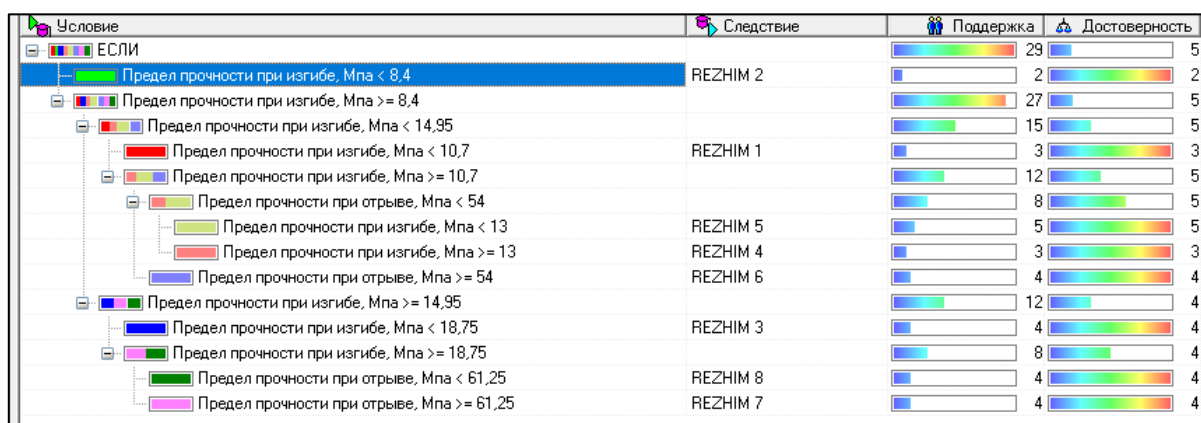 Условие Следствие Поддержка Достоверность
ЕСЛИ 29 5
Предел прочности при изгибе, Мпа < 8,4 REZHIM 2 2 2
Предел прочности при изгибе, Мпа >= 8,4 27 5
Предел прочности при изгибе, Мпа < 14,95 15 5
Предел прочности при изгибе, Мпа < 10,7 REZHIM 1 3 3
Предел прочности при изгибе, Мпа >= 10,7 12 5
Предел прочности при отрыве, Мпа < 54 8 5
Предел прочности при изгибе, Мпа < 13 REZHIM 5 5 5
Предел прочности при изгибе, Мпа >= 13 REZHIM 4 3 3
Предел прочности при отрыве, Мпа >= 54 REZHIM 6 4 4
Предел прочности при изгибе, Мпа >= 14,95 12 4
Предел прочности при изгибе, Мпа < 18,75 REZHIM 3 4 4
Предел прочности при изгибе, Мпа >= 18,75 8 4
Предел прочности при отрыве, Мпа < 61,25 REZHIM 8 4 4
Предел прочности при отрыве, Мпа >= 61,25 REZHIM 7 4 4